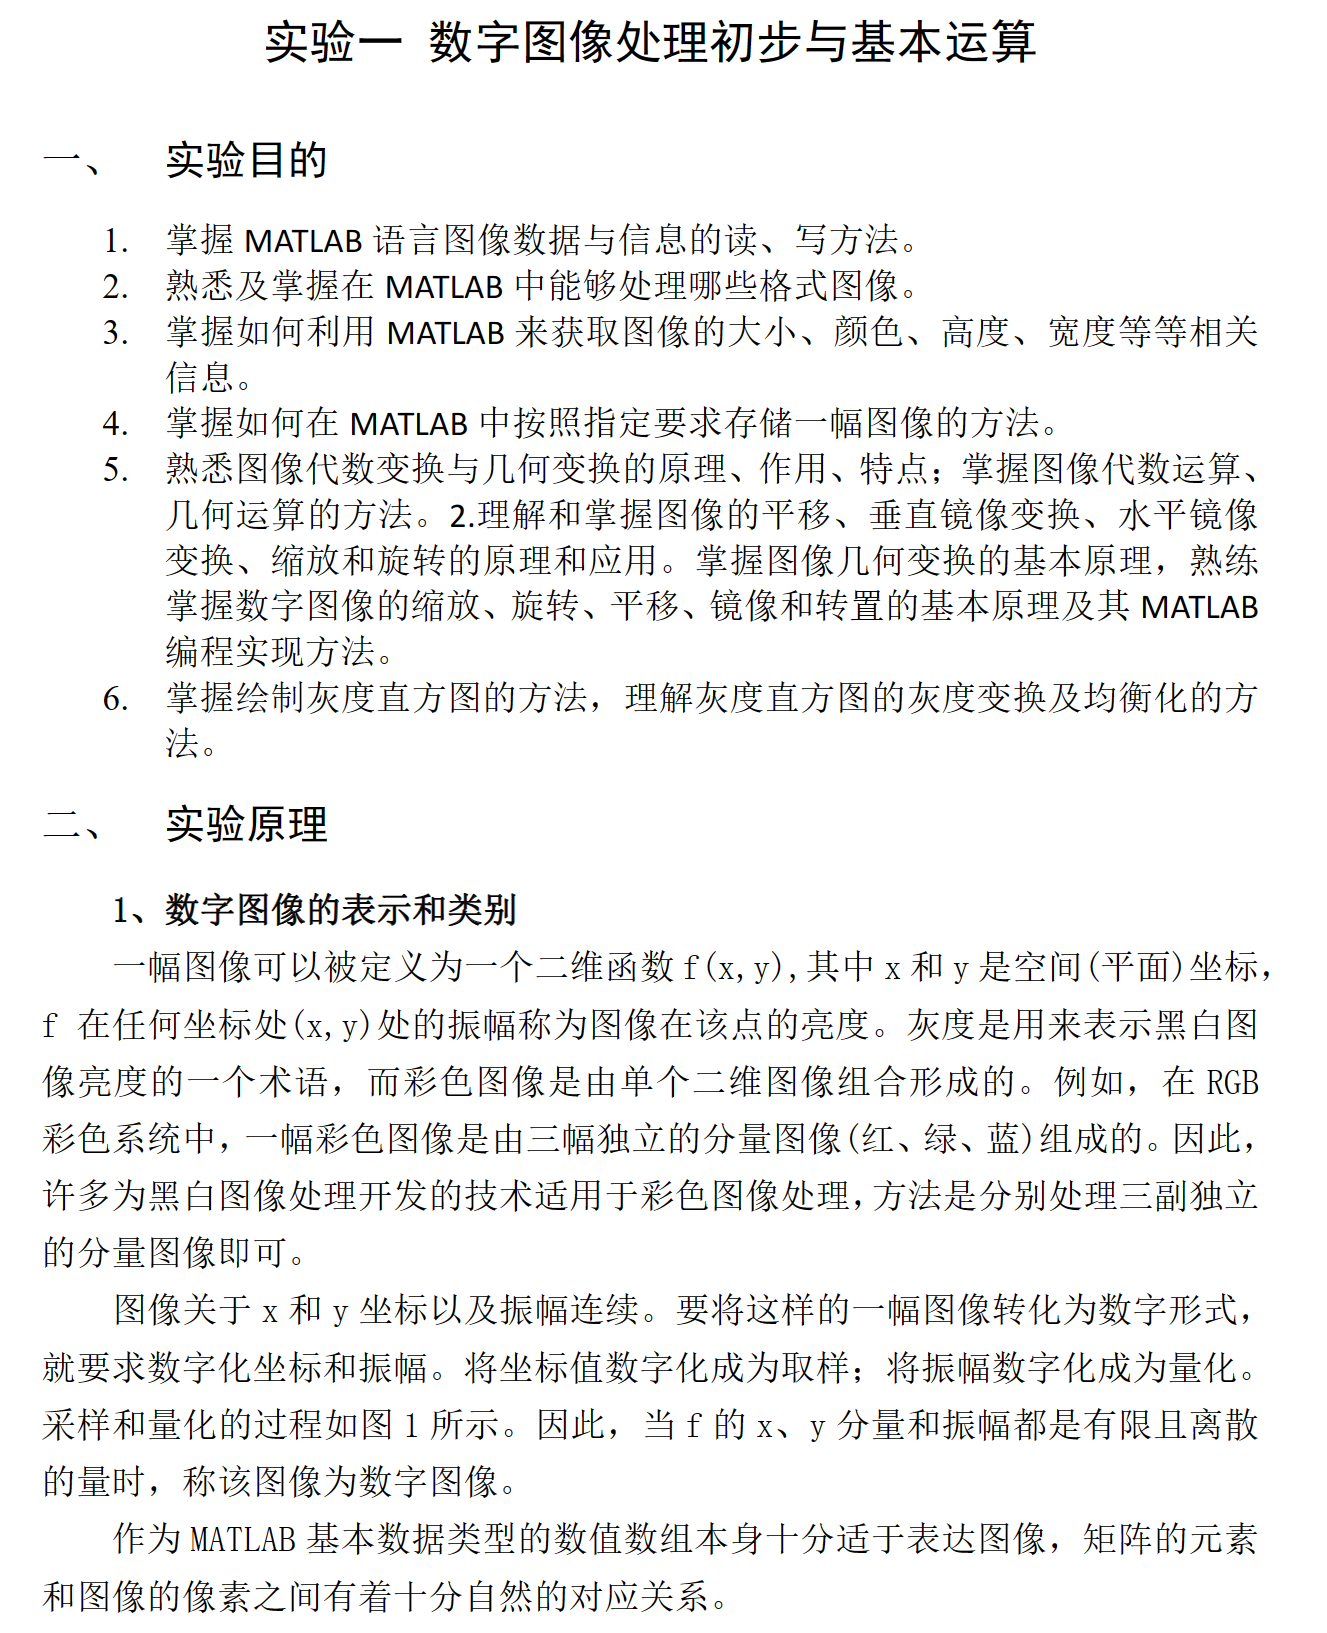 实验一 数字图像处理初步与基本运算
一、 实验目的
1. 掌握 MATLAB 语言图像数据与信息的读、写方法。
2. 熟悉及掌握在 MATLAB 中能够处理哪些格式图像。
3. 掌握如何利用 MATLAB 来获取图像的大小、颜色、高度、宽度等等相关
信息。
4. 掌握如何在 MATLAB 中按照指定要求存储一幅图像的方法。
5. 熟悉图像代数变换与几何变换的原理、作用、特点；掌握图像代数运算、
几何运算的方法。2.理解和掌握图像的平移、垂直镜像变换、水平镜像
变换、缩放和旋转的原理和应用。掌握图像几何变换的基本原理，熟练
掌握数字图像的缩放、旋转、平移、镜像和转置的基本原理及其 MATLAB
编程实现方法。
6. 掌握绘制灰度直方图的方法，理解灰度直方图的灰度变换及均衡化的方
法。
二、 实验原理
1、数字图像的表示和类别
一幅图像可以被定义为一个二维函数 f(x,y),其中 x 和 y 是空间(平面)坐标，
f 在任何坐标处(x,y)处的振幅称为图像在该点的亮度。灰度是用来表示黑白图
像亮度的一个术语，而彩色图像是由单个二维图像组合形成的。例如，在 RGB
彩色系统中，一幅彩色图像是由三幅独立的分量图像(红、绿、蓝)组成的。因此，
许多为黑白图像处理开发的技术适用于彩色图像处理，方法是分别处理三副独立
的分量图像即可。
图像关于 x 和 y 坐标以及振幅连续。要将这样的一幅图像转化为数字形式，
就要求数字化坐标和振幅。将坐标值数字化成为取样；将振幅数字化成为量化。
采样和量化的过程如图 1 所示。因此，当 f 的 x、y 分量和振幅都是有限且离散
的量时，称该图像为数字图像。
作为 MATLAB 基本数据类型的数值数组本身十分适于表达图像，矩阵的元素
和图像的像素之间有着十分自然的对应关系。